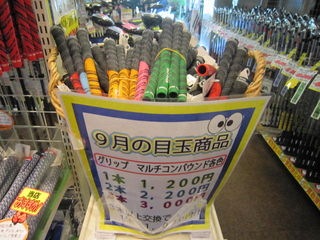 9月の目玉商品
グリップ マルチコンパウンド各色
1本 1,200円
2本 2,200円
3本 3,000円